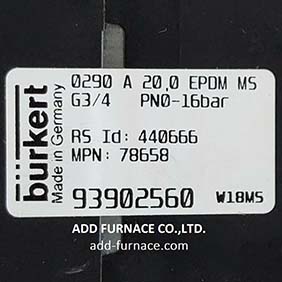 bürkert
Made in Germany
0290 A 20,0 EPDM MS
G3/4 PN0-16bar
RS Id: 440666
MPN: 78658
93902560 W18MS
ADD FURNACE CO.,LTD.
add-furnace.com